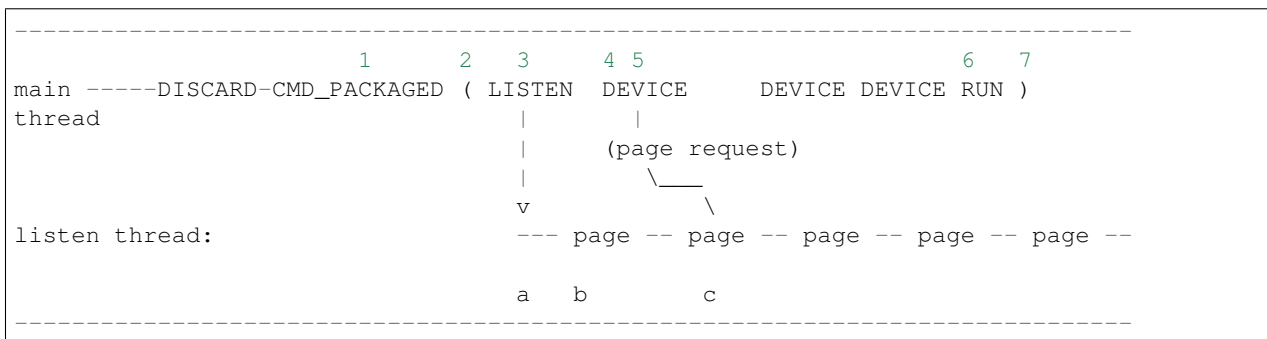 ------------------------------------------------------------------------------
                        1      2   3     4 5                      6   7
main -----DISCARD-CMD_PACKAGED ( LISTEN  DEVICE     DEVICE DEVICE RUN )
thread                             |       |
                                   |     (page request)
                                   |        \___
                                   v            \
listen thread:                     --- page -- page -- page -- page -- page --

                                   a   b        c
------------------------------------------------------------------------------